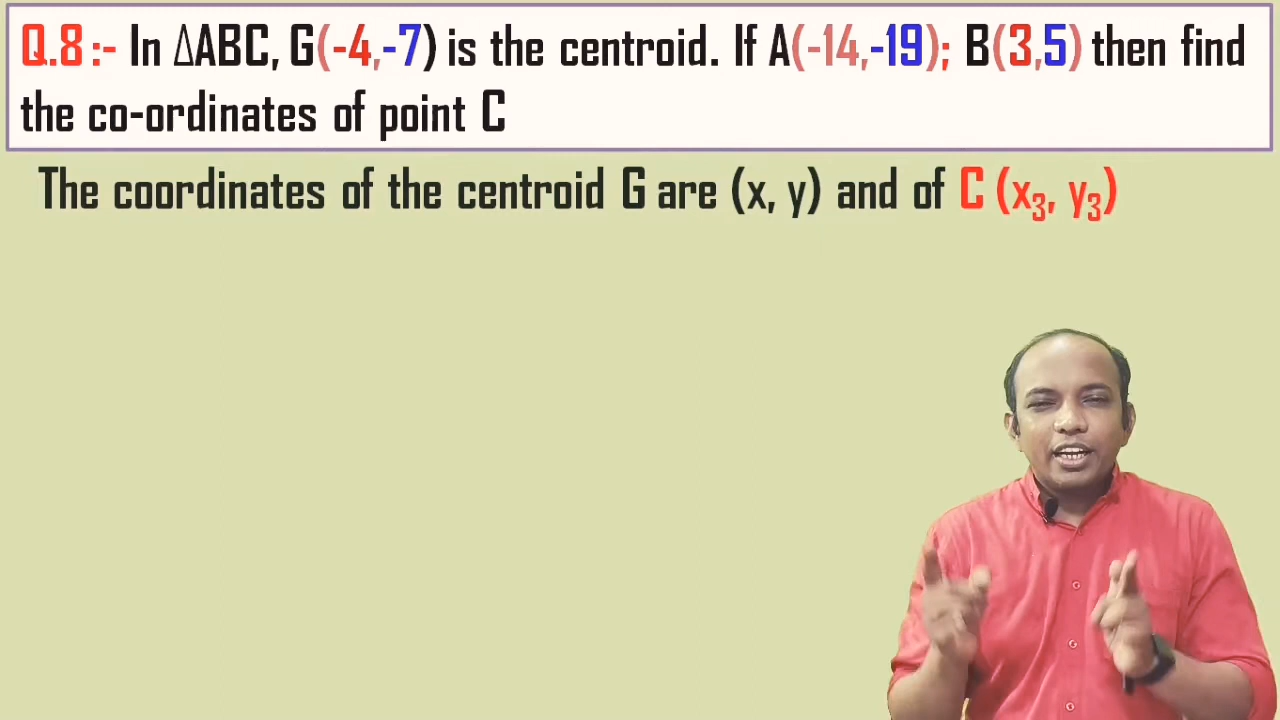 Q.8 :- In ΔABC, G(-4,-7) is the centroid. If A(-14,-19); B(3,5) then find
the co-ordinates of point C
The coordinates of the centroid G are (x, y) and of C (x₃, y₃)